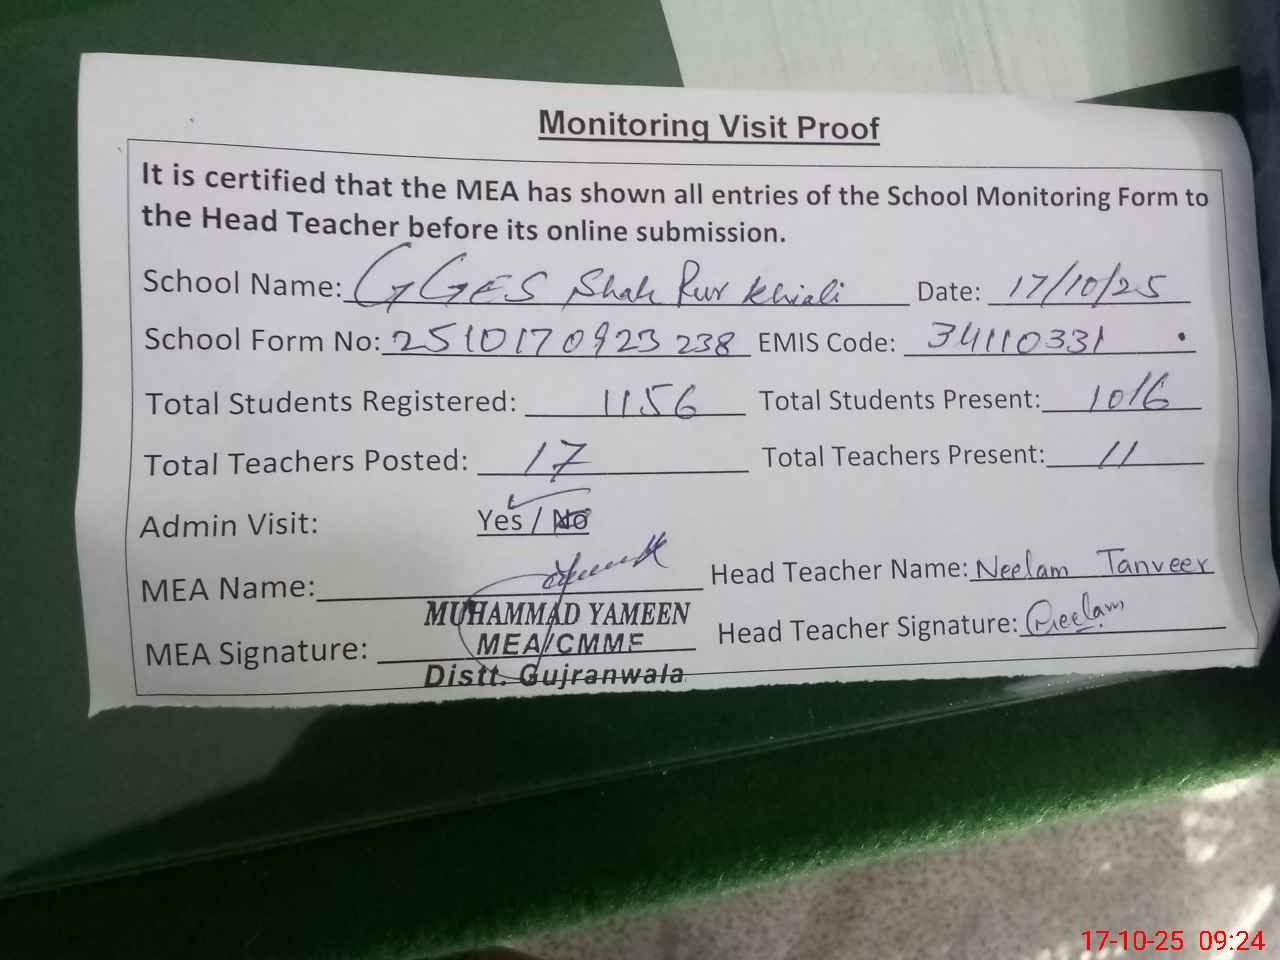 Monitoring Visit Proof
It is certified that the MEA has shown all entries of the School Monitoring Form to
the Head Teacher before its online submission.
School Name: GGES Shah Pur Khiali Date: 17/10/25
School Form No: 2510170923238 EMIS Code: 34110331
Total Students Registered: 1156 Total Students Present: 1016
Total Teachers Posted: 17 Total Teachers Present: 11
Admin Visit: Yes / No
MEA Name: Head Teacher Name: Neelam Tanveer
MUHAMMAD YAMEEN
MEA Signature: MEA/CMMF Head Teacher Signature: Neelam
Distt. Gujranwala
17-10-25 09:24